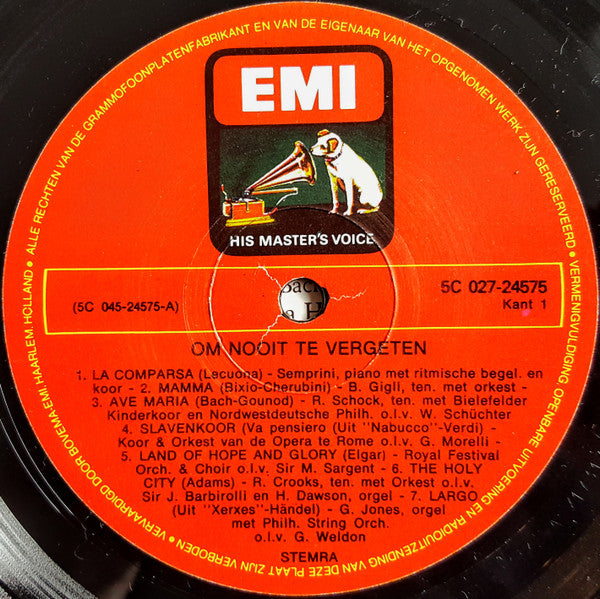 ALLE RECHTEN VAN DE GRAMMOFOONPLATENFABRIKANT EN VAN DE EIGENAAR VAN HET OPGENOMEN WERK ZIJN GERESERVEERD • VERMENIGVULDIGING, OPENBARE UITVOERING EN RADIOUITZENDING VAN DEZE PLAAT ZIJN VERBODEN • VERVAARDIGD DOOR BOVEMA-EMI, HAARLEM, HOLLAND •
EMI
HIS MASTER'S VOICE
5C 027-24575
(5C 045-24575-A)
Kant 1
OM NOOIT TE VERGETEN
1. LA COMPARSA (Lecuona) - Semprini, piano met ritmische begel. en
koor - 2. MAMMA (Bixio-Cherubini) - B. Gigli, ten. met orkest -
3. AVE MARIA (Bach-Gounod) - R. Schock, ten. met Bielefelder
Kinderkoor en Nordwestdeutsche Philh. o.l.v. W. Schüchter
4. SLAVENKOOR (Va pensiero) (Uit "Nabucco"-Verdi) -
Koor & Orkest van de Opera te Rome o.l.v. G. Morelli -
5. LAND OF HOPE AND GLORY (Elgar) - Royal Festival
Orch. & Choir o.l.v. Sir M. Sargent - 6. THE HOLY
CITY (Adams) - R. Crooks, ten. met Orkest o.l.v.
Sir J. Barbirolli en H. Dawson, orgel - 7. LARGO
(Uit "Xerxes"-Händel) - G. Jones, orgel
met Philh. String Orch.
o.l.v. G. Weldon
STEMRA